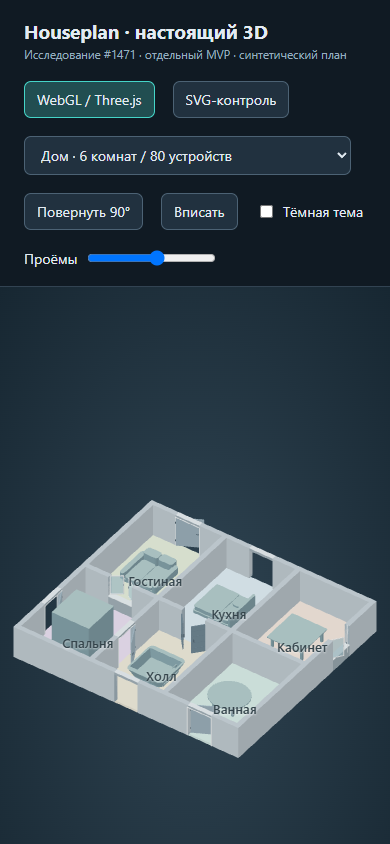 Houseplan · настоящий 3D
Исследование #1471 · отдельный MVP · синтетический план
WebGL / Three.js
SVG-контроль
Дом · 6 комнат / 80 устройств
Повернуть 90°
Вписать
Тёмная тема
Проёмы
Гостиная
Кухня
Спальня
Кабинет
Холл
Ванная